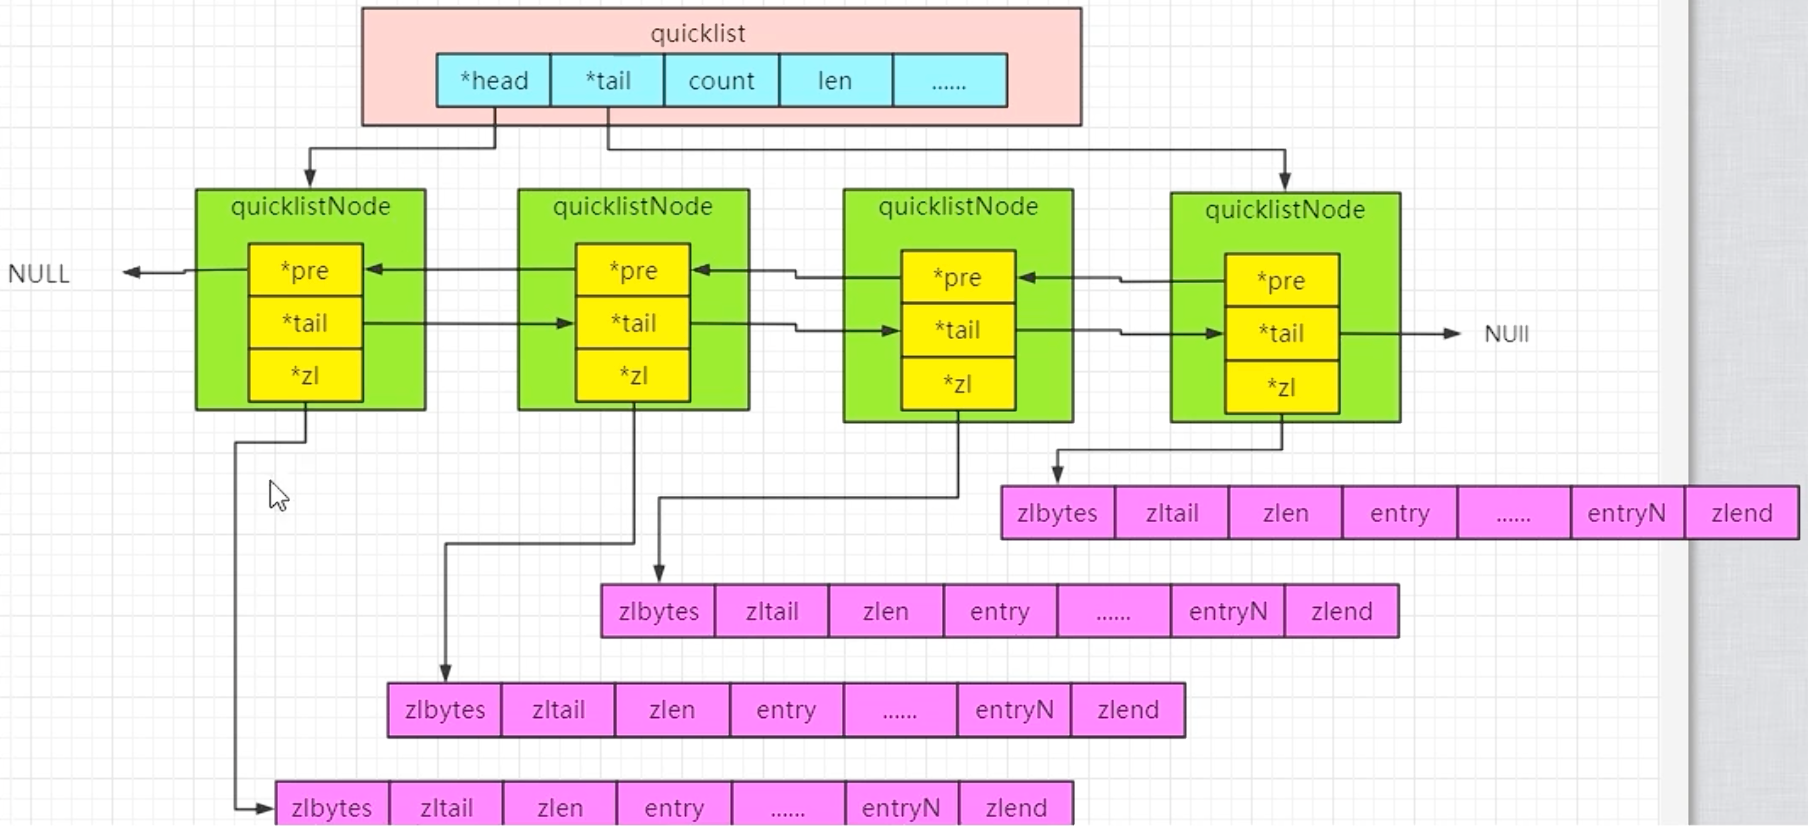 quicklist
*head *tail count len ......
quicklistNode quicklistNode quicklistNode quicklistNode
NULL *pre *pre *pre *pre
*tail *tail *tail *tail NUll
*zl *zl *zl *zl
zlbytes zltail zlen entry ...... entryN zlend
zlbytes zltail zlen entry ...... entryN zlend
zlbytes zltail zlen entry ...... entryN zlend
zlbytes zltail zlen entry ...... entryN zlend